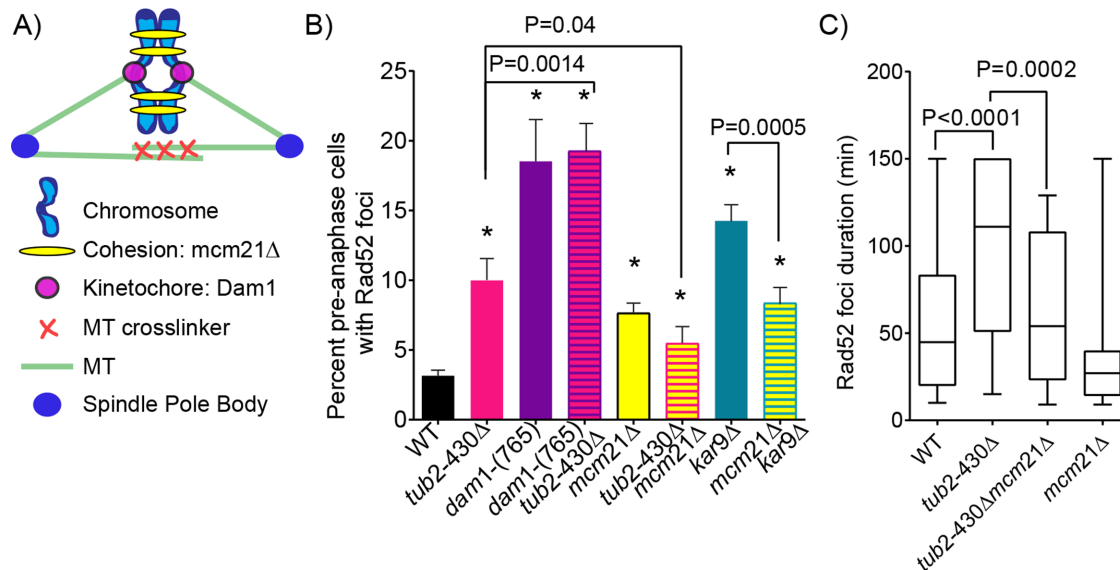 A)
Chromosome
Cohesion: mcm21Δ
Kinetochore: Dam1
MT crosslinker
MT
Spindle Pole Body
B)
P=0.04
P=0.0014
P=0.0005
Percent pre-anaphase cells
with Rad52 foci
25
20
15
10
5
0
*
*
*
*
*
*
*
WT
tub2-430Δ
dam1-(765)
dam1-(765)
tub2-430Δ
mcm21Δ
tub2-430Δ
mcm21Δ
kar9Δ
mcm21Δ
kar9Δ
C)
P=0.0002
P<0.0001
Rad52 foci duration (min)
200
150
100
50
0
WT
tub2-430Δ
tub2-430Δmcm21Δ
mcm21Δ